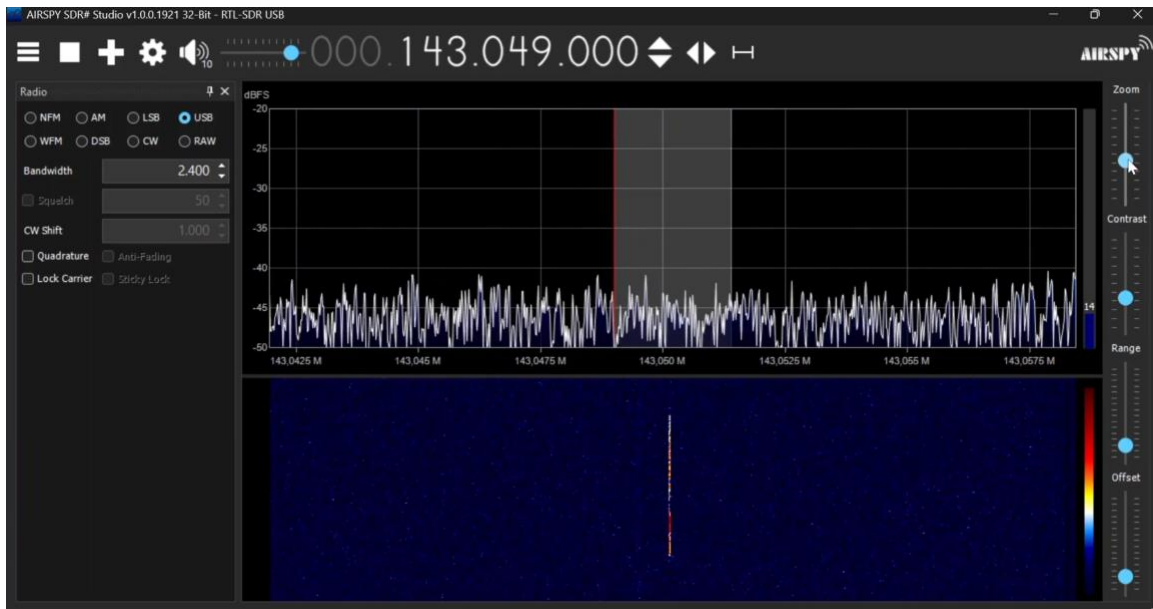 AIRSPY SDR# Studio v1.0.0.1921 32-Bit - RTL-SDR USB
10
000.143.049.000
AIRSPY
Radio
NFM AM LSB USB
WFM DSB CW RAW
Bandwidth 2.400
Squelch 50
CW Shift 1.000
Quadrature Anti-Fading
Lock Carrier Sticky Lock
dBFS
-20
-25
-30
-35
-40
-45
-50
14
143,0425 M 143,045 M 143,0475 M 143,050 M 143,0525 M 143,055 M 143,0575 M
Zoom
Contrast
Range
Offset